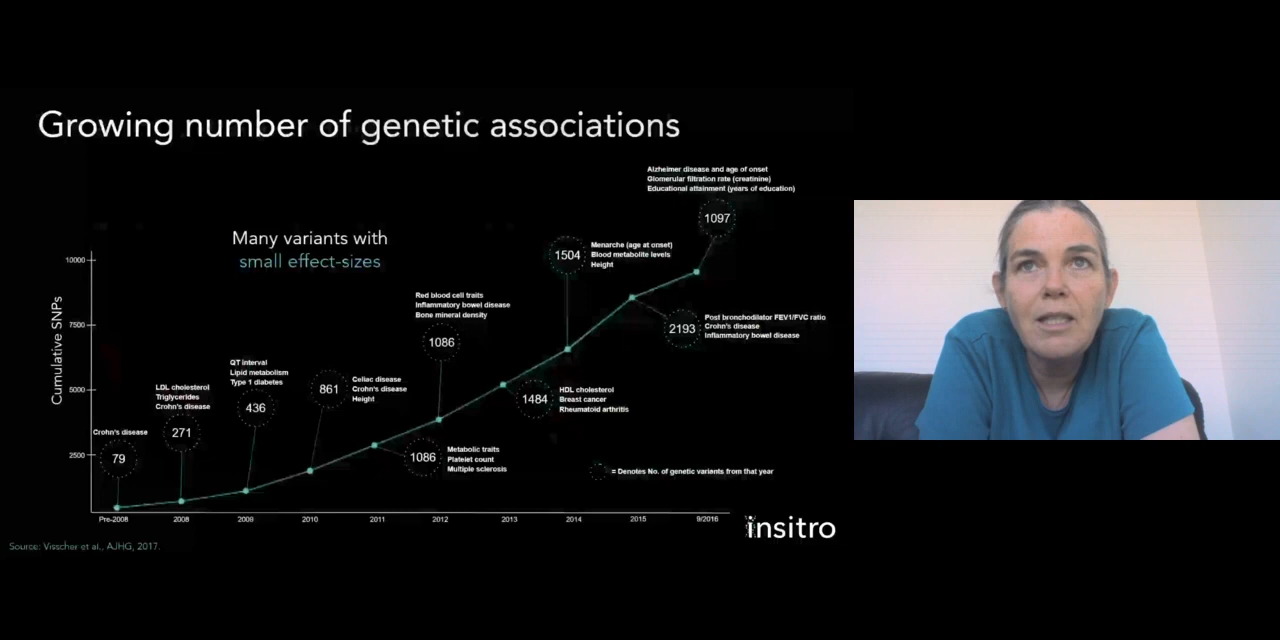 Growing number of genetic associations
Many variants with
small effect-sizes
Cumulative SNPs
10000
7500
5000
2500
Crohn's disease
79
LDL cholesterol
Triglycerides
Crohn's disease
271
QT interval
Lipid metabolism
Type 1 diabetes
436
861
Celiac disease
Crohn's disease
Height
1086
Metabolic traits
Platelet count
Multiple sclerosis
Red blood cell traits
Inflammatory bowel disease
Bone mineral density
1086
1484
HDL cholesterol
Breast cancer
Rheumatoid arthritis
1504
Menarche (age at onset)
Blood metabolite levels
Height
2193
Post bronchodilator FEV1/FVC ratio
Crohn's disease
Inflammatory bowel disease
Alzheimer disease and age of onset
Glomerular filtration rate (creatinine)
Educational attainment (years of education)
1097
= Denotes No. of genetic variants from that year
Pre-2008
2008
2009
2010
2011
2012
2013
2014
2015
9/2016
insitro
Source: Visscher et al., AJHG, 2017.